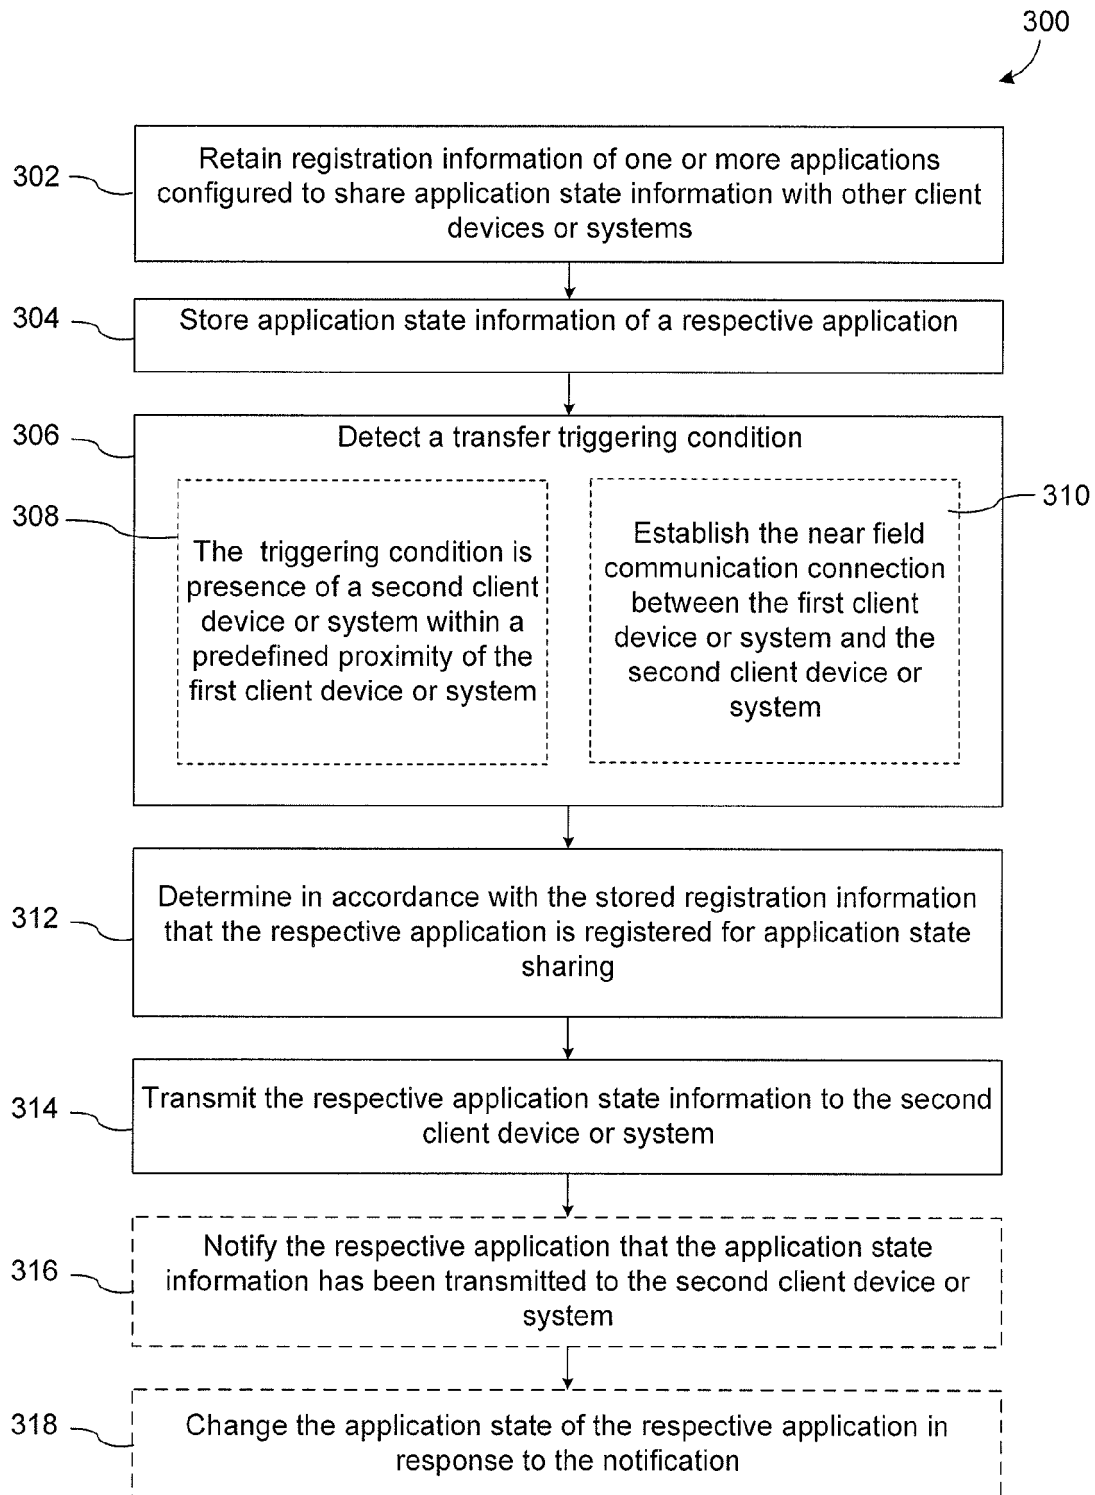 300
302
Retain registration information of one or more applications
configured to share application state information with other client
devices or systems
304
Store application state information of a respective application
306
Detect a transfer triggering condition
308
The triggering condition is
presence of a second client
device or system within a
predefined proximity of the
first client device or system
310
Establish the near field
communication connection
between the first client
device or system and the
second client device or
system
312
Determine in accordance with the stored registration information
that the respective application is registered for application state
sharing
314
Transmit the respective application state information to the second
client device or system
316
Notify the respective application that the application state
information has been transmitted to the second client device or
system
318
Change the application state of the respective application in
response to the notification